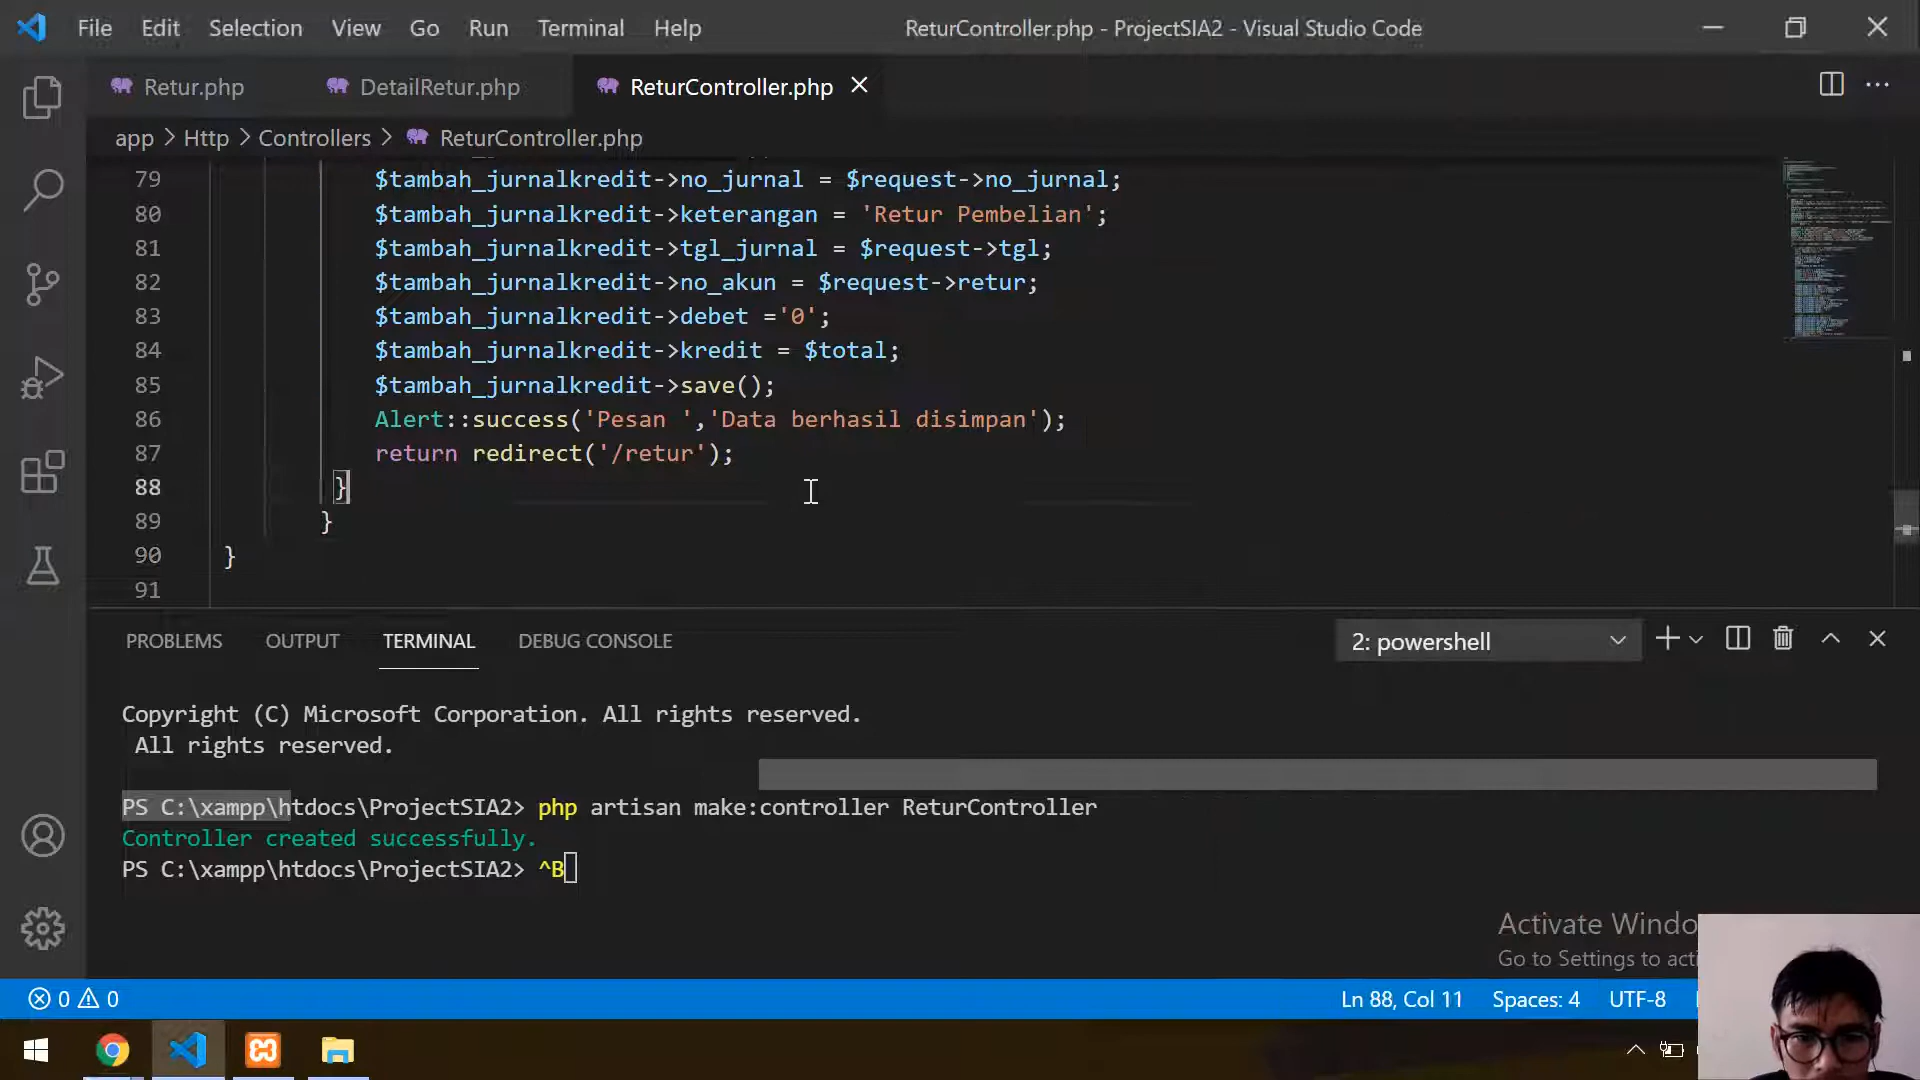 File Edit Selection View Go Run Terminal Help ReturController.php - ProjectSIA2 - Visual Studio Code
Retur.php DetailRetur.php ReturController.php
app > Http > Controllers > ReturController.php
79 $tambah_jurnalkredit->no_jurnal = $request->no_jurnal;
80 $tambah_jurnalkredit->keterangan = 'Retur Pembelian';
81 $tambah_jurnalkredit->tgl_jurnal = $request->tgl;
82 $tambah_jurnalkredit->no_akun = $request->retur;
83 $tambah_jurnalkredit->debet ='0';
84 $tambah_jurnalkredit->kredit = $total;
85 $tambah_jurnalkredit->save();
86 Alert::success('Pesan ','Data berhasil disimpan');
87 return redirect('/retur');
88 }
89 }
90 }
91
PROBLEMS OUTPUT TERMINAL DEBUG CONSOLE 2: powershell
Copyright (C) Microsoft Corporation. All rights reserved.
All rights reserved.
PS C:\xampp\htdocs\ProjectSIA2> php artisan make:controller ReturController
Controller created successfully.
PS C:\xampp\htdocs\ProjectSIA2> ^B
Activate Windo
Go to Settings to acti
0 0 Ln 88, Col 11 Spaces: 4 UTF-8